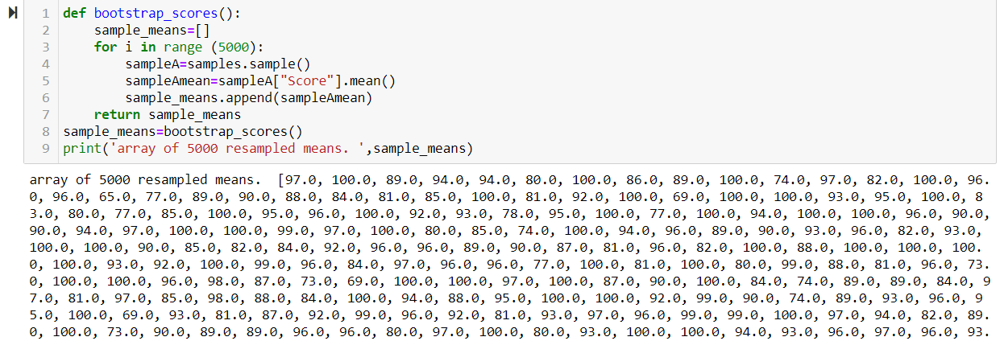 1 def bootstrap_scores():
2     sample_means=[]
3     for i in range (5000):
4         sampleA=samples.sample()
5         sampleAmean=sampleA["Score"].mean()
6         sample_means.append(sampleAmean)
7     return sample_means
8 sample_means=bootstrap_scores()
9 print('array of 5000 resampled means. ',sample_means)
array of 5000 resampled means.  [97.0, 100.0, 89.0, 94.0, 94.0, 80.0, 100.0, 86.0, 89.0, 100.0, 74.0, 97.0, 82.0, 100.0, 96.
0, 96.0, 65.0, 77.0, 89.0, 90.0, 88.0, 84.0, 81.0, 85.0, 100.0, 81.0, 92.0, 100.0, 69.0, 100.0, 100.0, 93.0, 95.0, 100.0, 8
3.0, 80.0, 77.0, 85.0, 100.0, 95.0, 96.0, 100.0, 92.0, 93.0, 78.0, 95.0, 100.0, 77.0, 100.0, 94.0, 100.0, 100.0, 96.0, 90.0,
90.0, 94.0, 97.0, 100.0, 100.0, 99.0, 97.0, 100.0, 80.0, 85.0, 74.0, 100.0, 94.0, 96.0, 89.0, 90.0, 93.0, 96.0, 82.0, 93.0,
100.0, 100.0, 90.0, 85.0, 82.0, 84.0, 92.0, 96.0, 96.0, 89.0, 90.0, 87.0, 81.0, 96.0, 82.0, 100.0, 88.0, 100.0, 100.0, 100.
0, 100.0, 93.0, 92.0, 100.0, 99.0, 96.0, 84.0, 97.0, 96.0, 96.0, 77.0, 100.0, 81.0, 100.0, 80.0, 99.0, 88.0, 81.0, 96.0, 73.
0, 100.0, 100.0, 96.0, 98.0, 87.0, 73.0, 69.0, 100.0, 100.0, 97.0, 100.0, 87.0, 90.0, 100.0, 84.0, 74.0, 89.0, 89.0, 84.0, 9
7.0, 81.0, 97.0, 85.0, 98.0, 88.0, 84.0, 100.0, 94.0, 88.0, 95.0, 100.0, 100.0, 92.0, 99.0, 90.0, 74.0, 89.0, 93.0, 96.0, 9
5.0, 100.0, 69.0, 93.0, 81.0, 87.0, 92.0, 99.0, 96.0, 92.0, 81.0, 93.0, 97.0, 96.0, 99.0, 99.0, 100.0, 97.0, 94.0, 82.0, 89.
0, 100.0, 73.0, 90.0, 89.0, 89.0, 96.0, 96.0, 80.0, 97.0, 100.0, 80.0, 93.0, 100.0, 100.0, 94.0, 93.0, 96.0, 97.0, 96.0, 93.